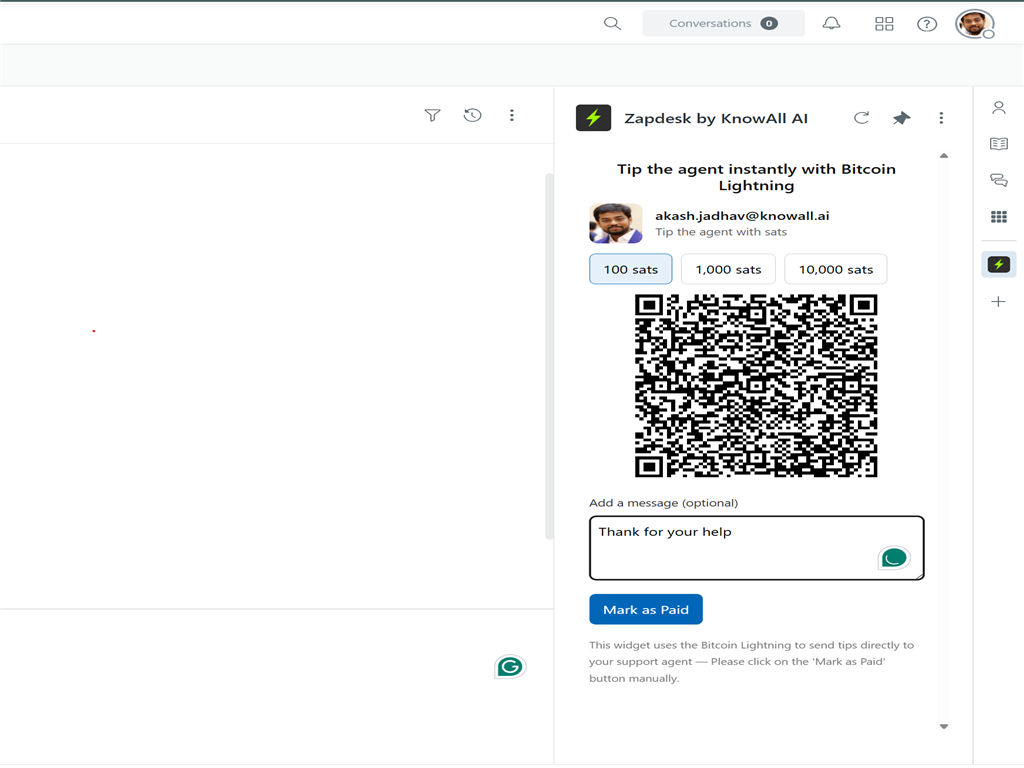 Conversations 0
Zapdesk by KnowAll AI
Tip the agent instantly with Bitcoin
Lightning
akash.jadhav@knowall.ai
Tip the agent with sats
100 sats
1,000 sats
10,000 sats
Add a message (optional)
Thank for your help
Mark as Paid
This widget uses the Bitcoin Lightning to send tips directly to
your support agent — Please click on the 'Mark as Paid'
button manually.